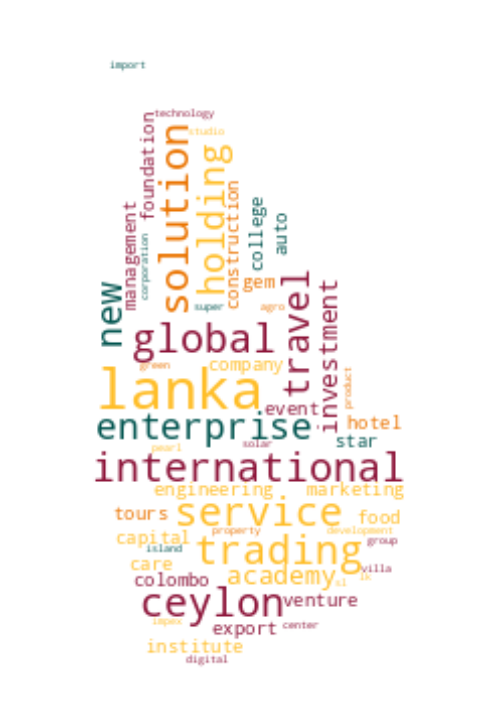 import
technology
studio
foundation
solution
holding
management
construction
college
auto
corporation
gem
new
super
agro
travel
investment
global
green
company
product
lanka
event
enterprise
hotel
star
solar
pearl
international
engineering
marketing
tours
service
food
capital
property
development
island
trading
group
care
villa
colombo
academy
sl
lk
ceylon
venture
impex
export
center
institute
digital